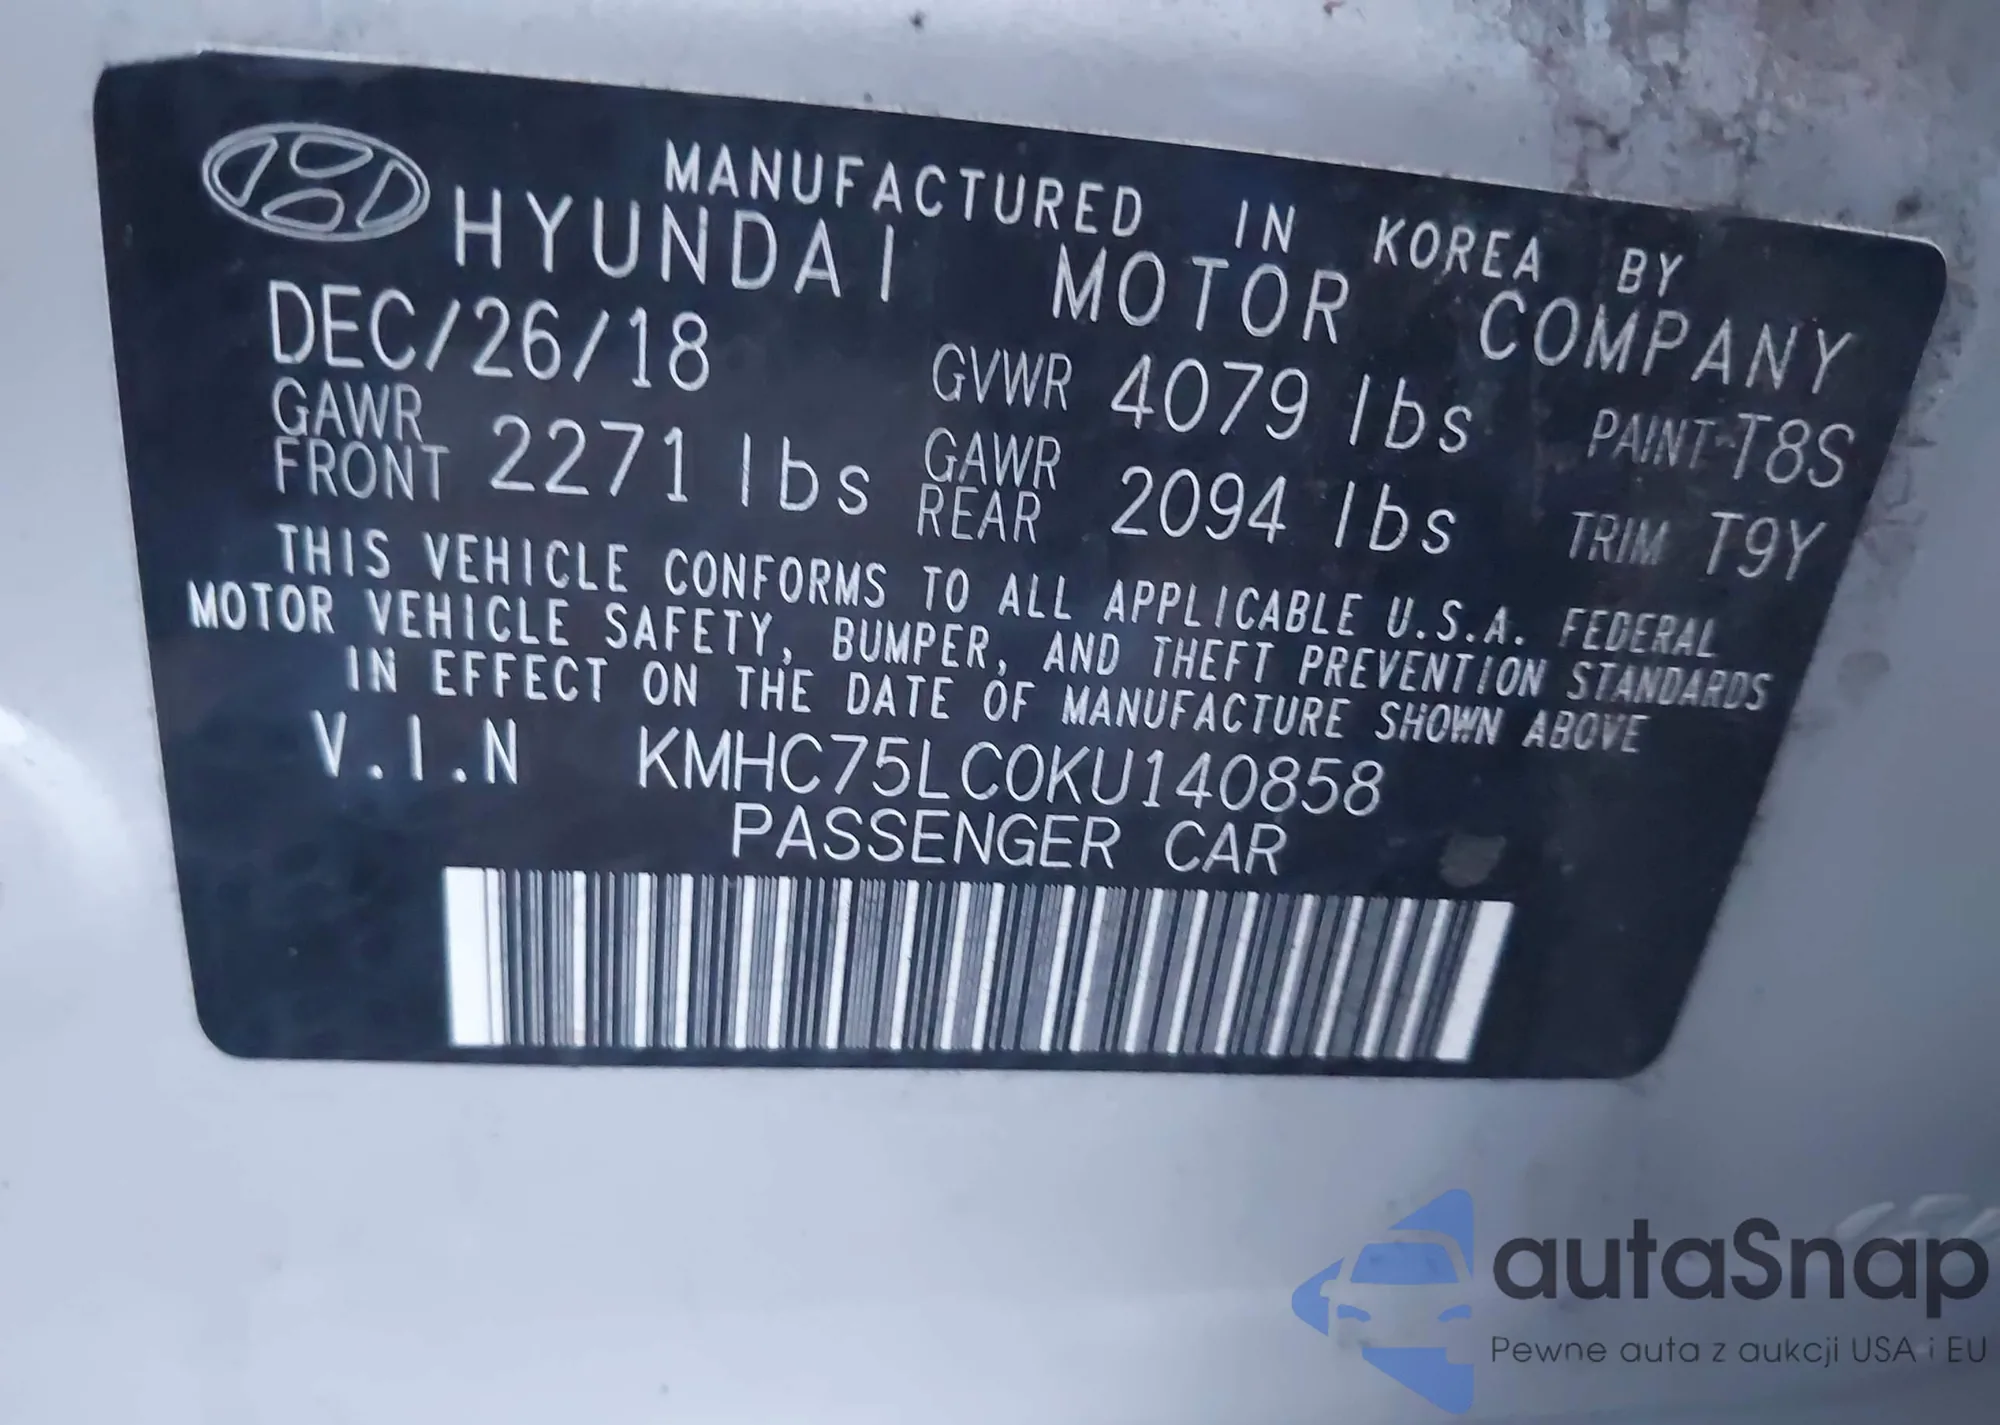 MANUFACTURED IN KOREA BY
HYUNDAI MOTOR COMPANY
DEC/26/18 GVWR 4079 lbs PAINT T8S
GAWR FRONT 2271 lbs GAWR REAR 2094 lbs TRIM T9Y
THIS VEHICLE CONFORMS TO ALL APPLICABLE U.S.A. FEDERAL
MOTOR VEHICLE SAFETY, BUMPER, AND THEFT PREVENTION STANDARDS
IN EFFECT ON THE DATE OF MANUFACTURE SHOWN ABOVE
V.I.N KMHC75LC0KU140858
PASSENGER CAR
autaSnap
Pewne auta z aukcji USA i EU